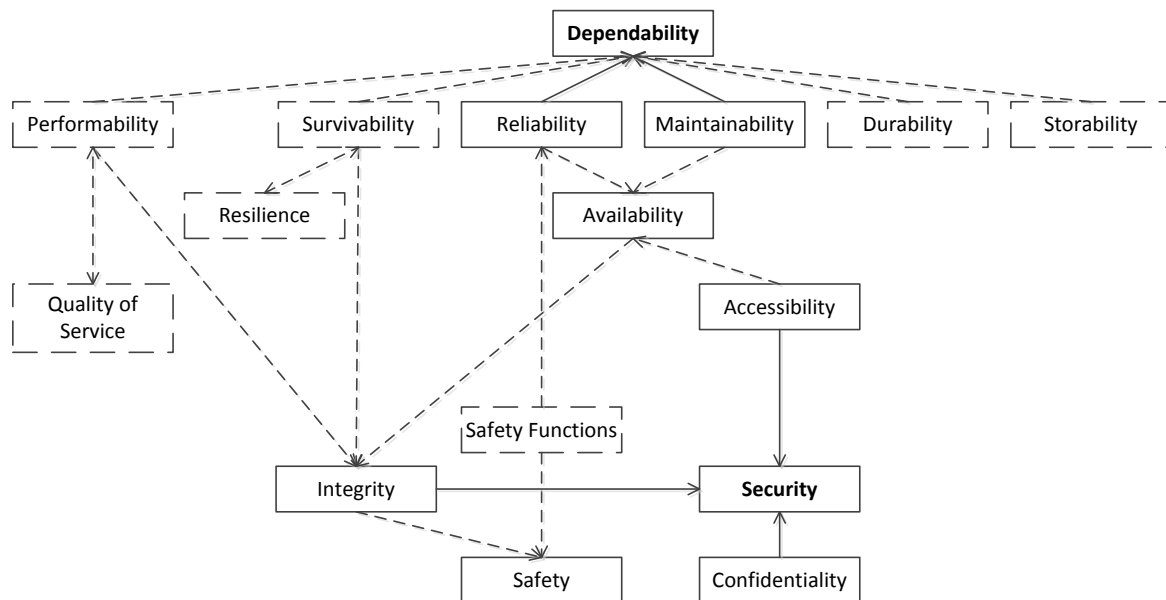 Dependability
Performability
Survivability
Reliability
Maintainability
Durability
Storability
Resilience
Availability
Quality of
Service
Accessibility
Safety Functions
Integrity
Security
Safety
Confidentiality